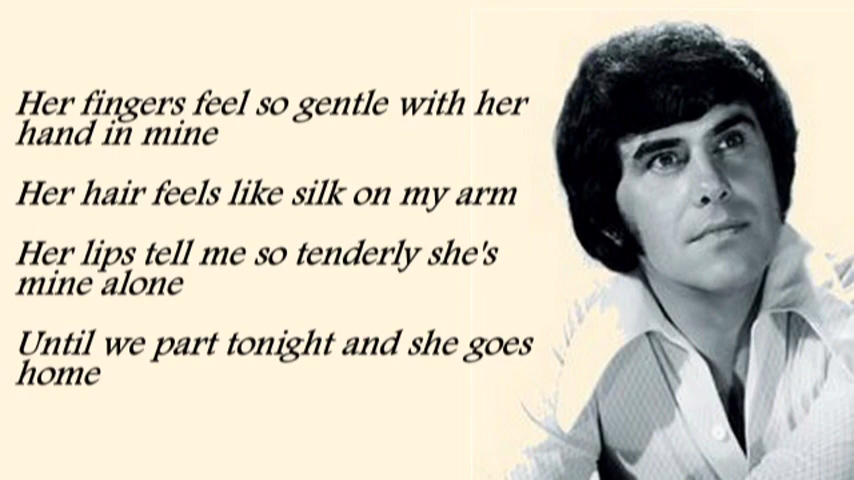 Her fingers feel so gentle with her
hand in mine
Her hair feels like silk on my arm
Her lips tell me so tenderly she's
mine alone
Until we part tonight and she goes
home